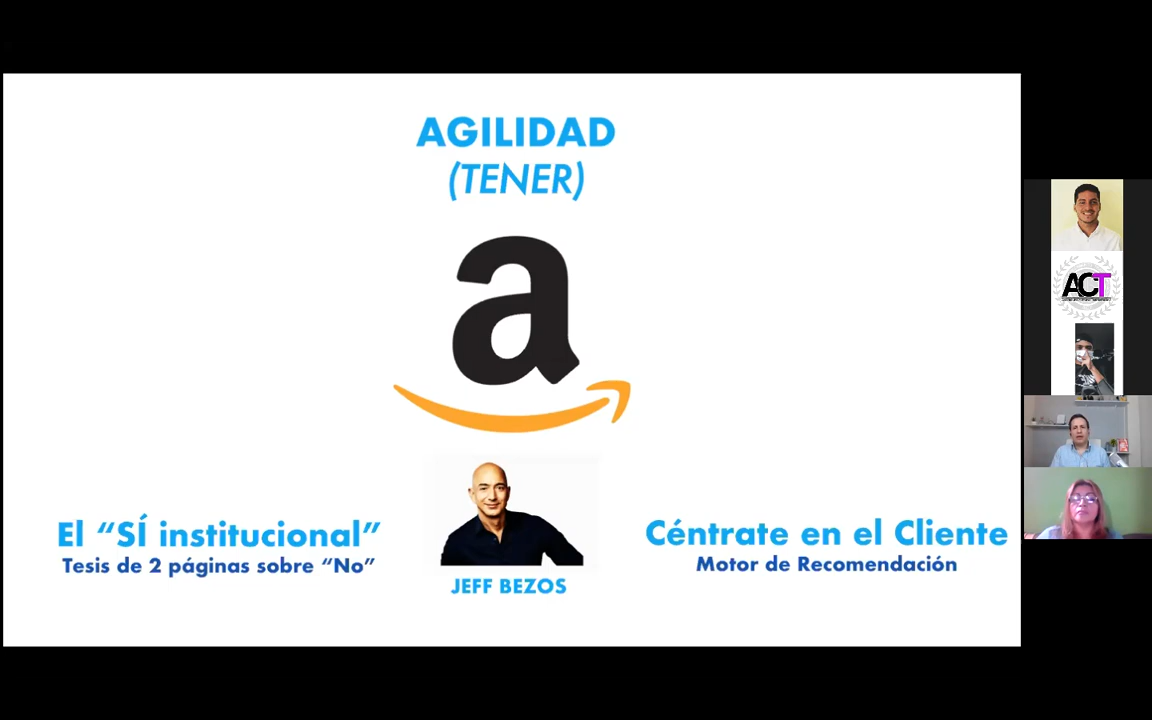 AGILIDAD
(TENER)
a
El “SÍ institucional”
Tesis de 2 páginas sobre “No”
JEFF BEZOS
Céntrate en el Cliente
Motor de Recomendación
ACT